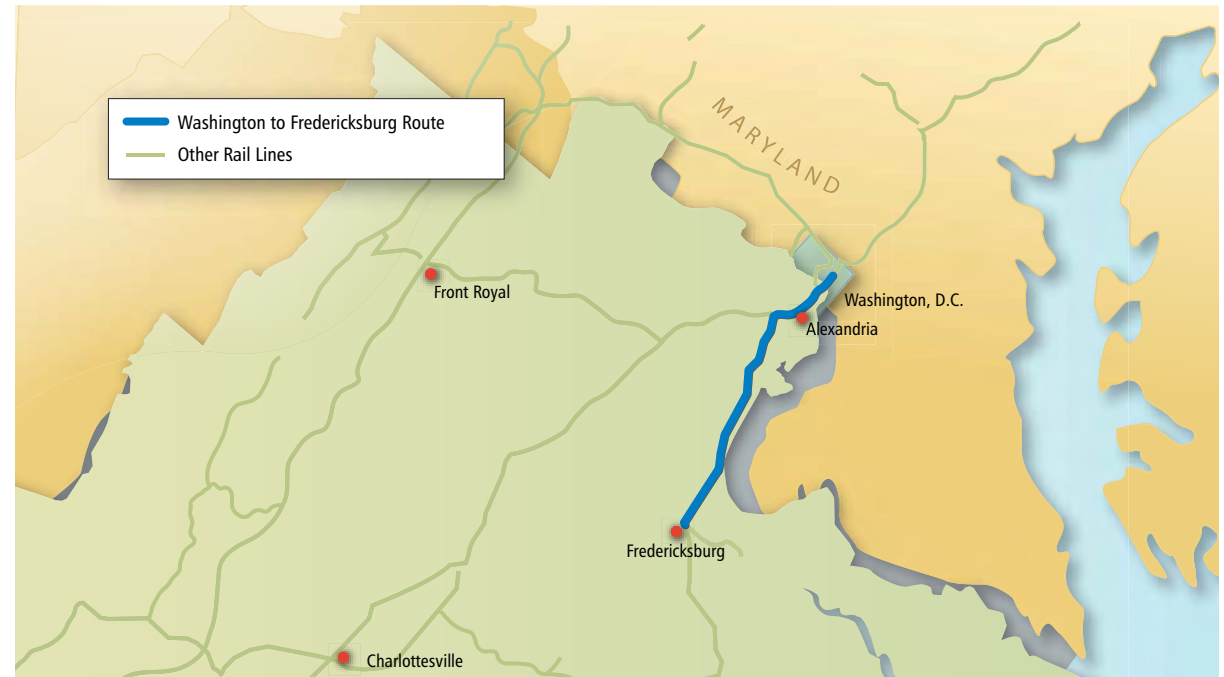 Washington to Fredericksburg Route
Other Rail Lines
MARYLAND
Front Royal
Washington, D.C.
Alexandria
Fredericksburg
Charlottesville